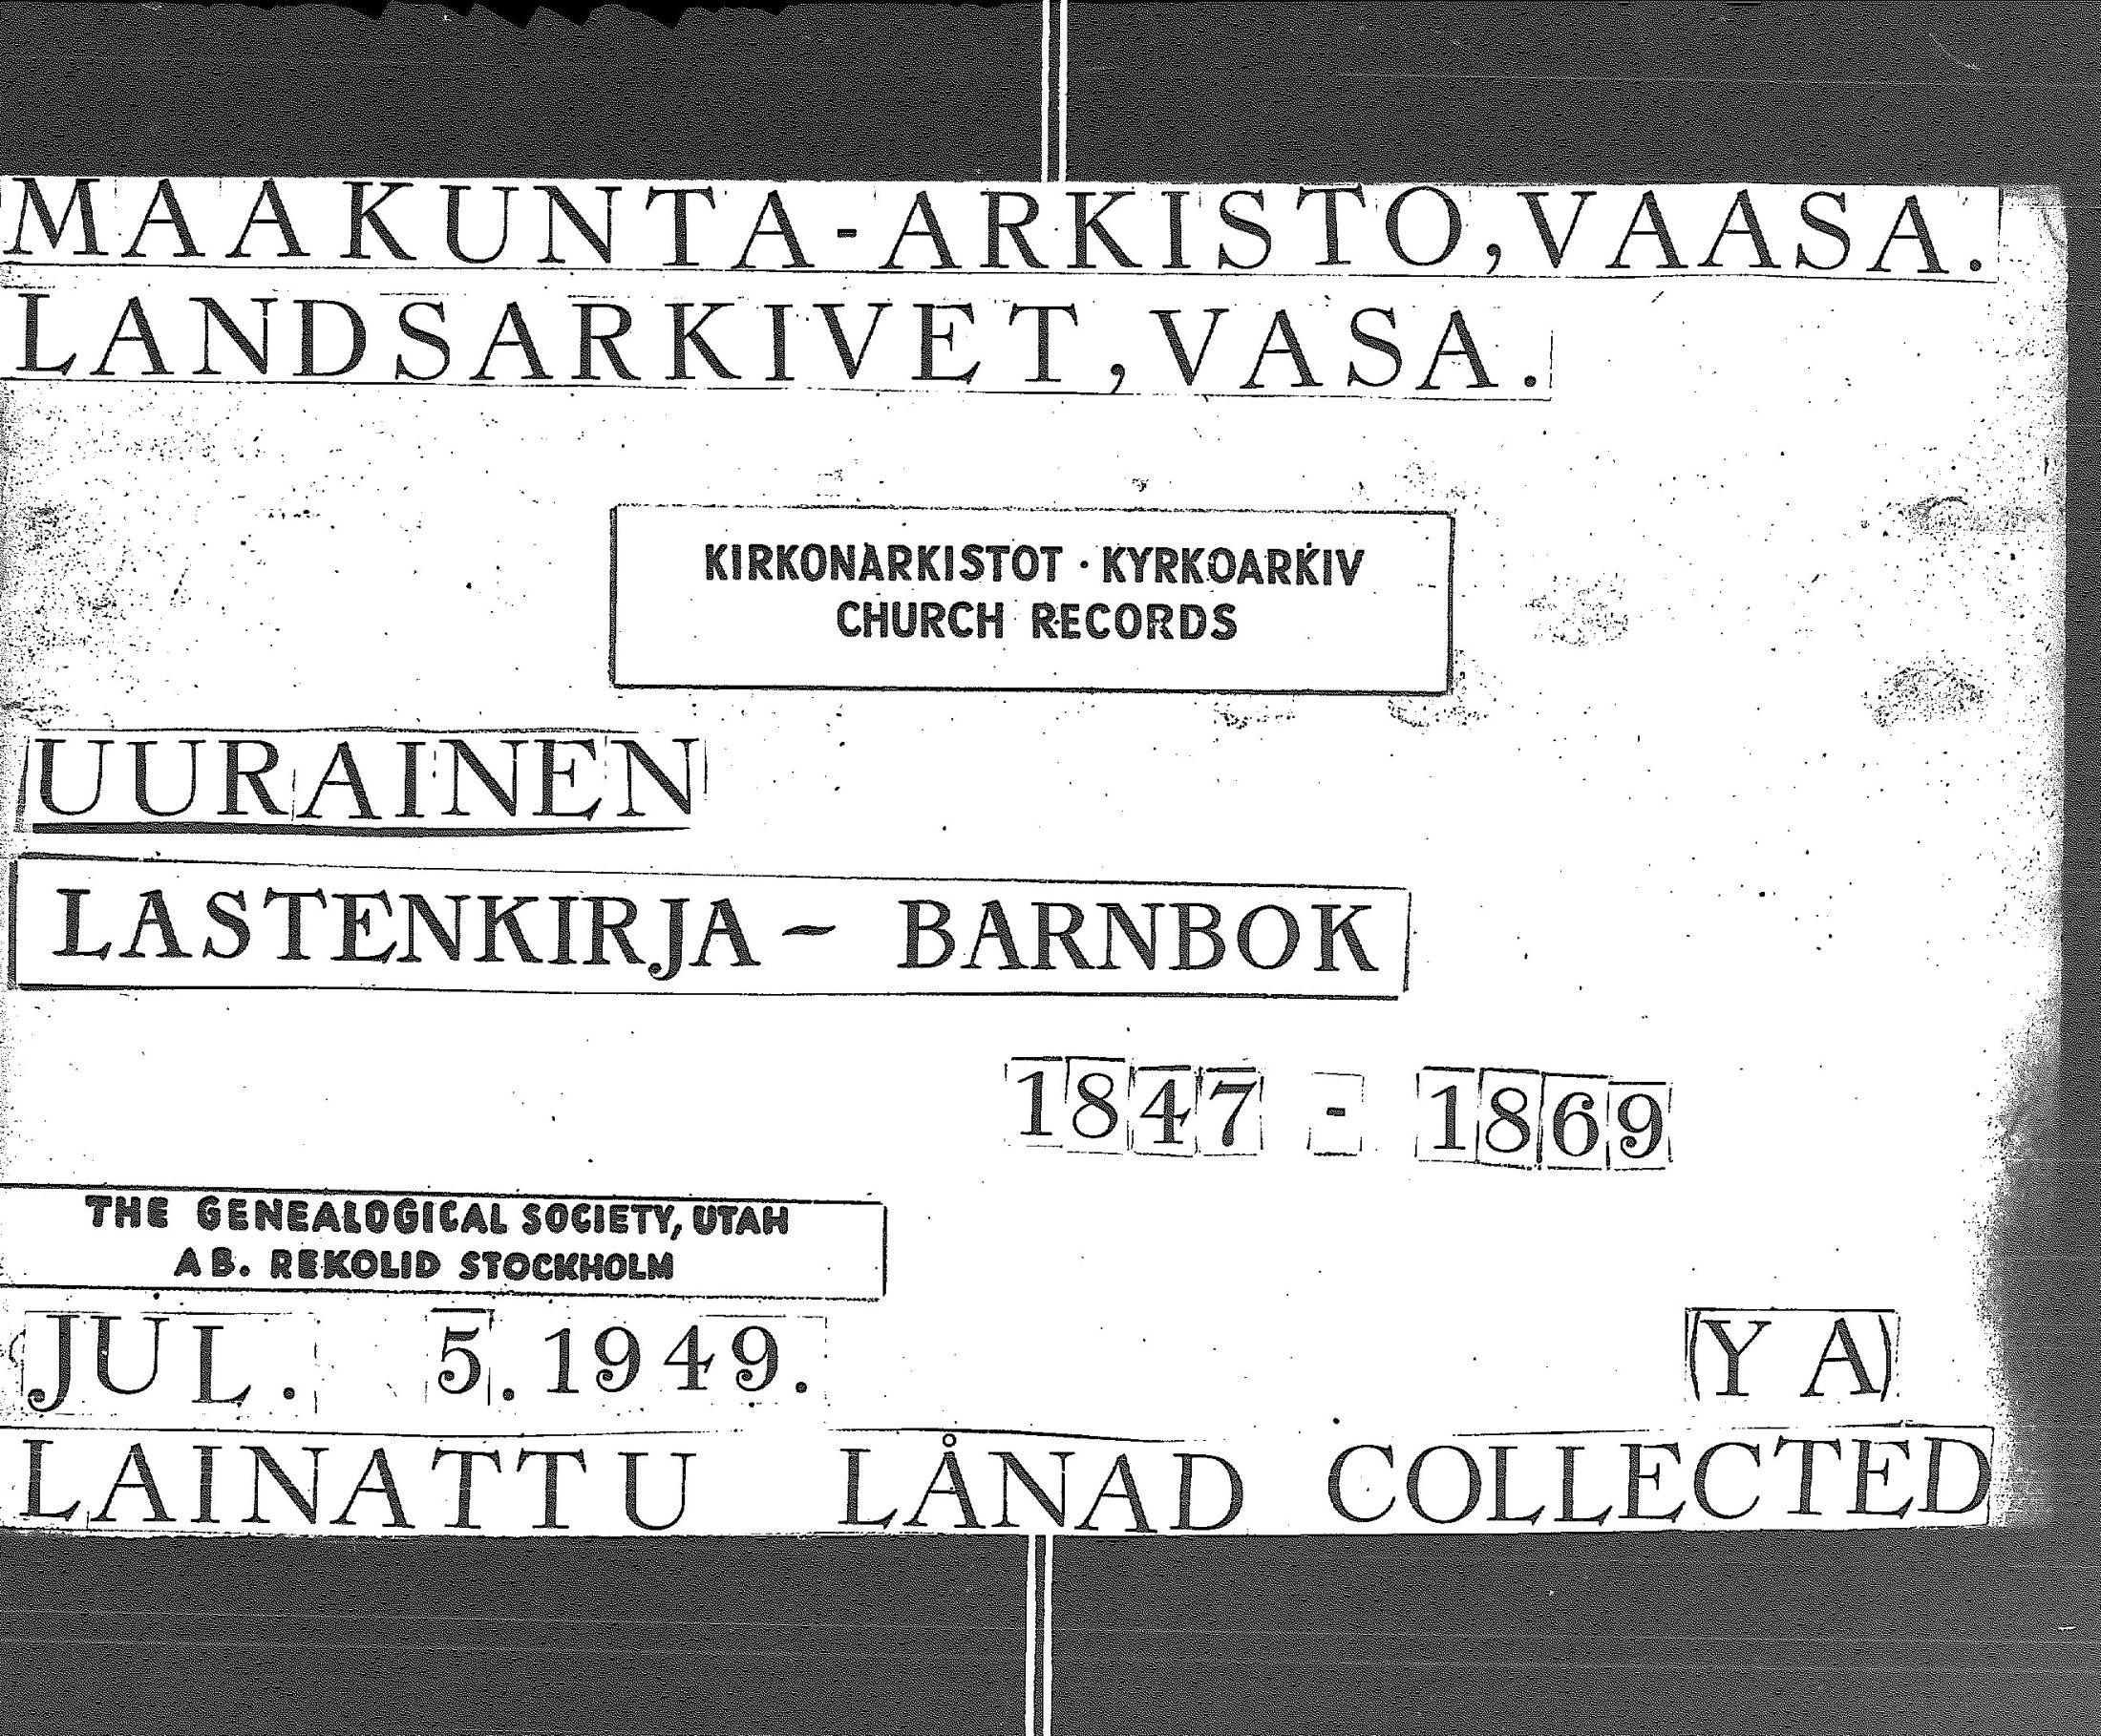 MAAKUNTA-ARKISTO, VAASA.
LANDSARKIVET, VASA.
KIRKONARKISTOT · KYRKOARKIV
CHURCH RECORDS
UURAINEN
LASTENKIRJA - BARNBOK
1847 - 1869
THE GENEALOGICAL SOCIETY, UTAH
AB. REKOLID STOCKHOLM
JUL. 5. 1949. (Y A)
LAINATTU LÅNAD COLLECTED